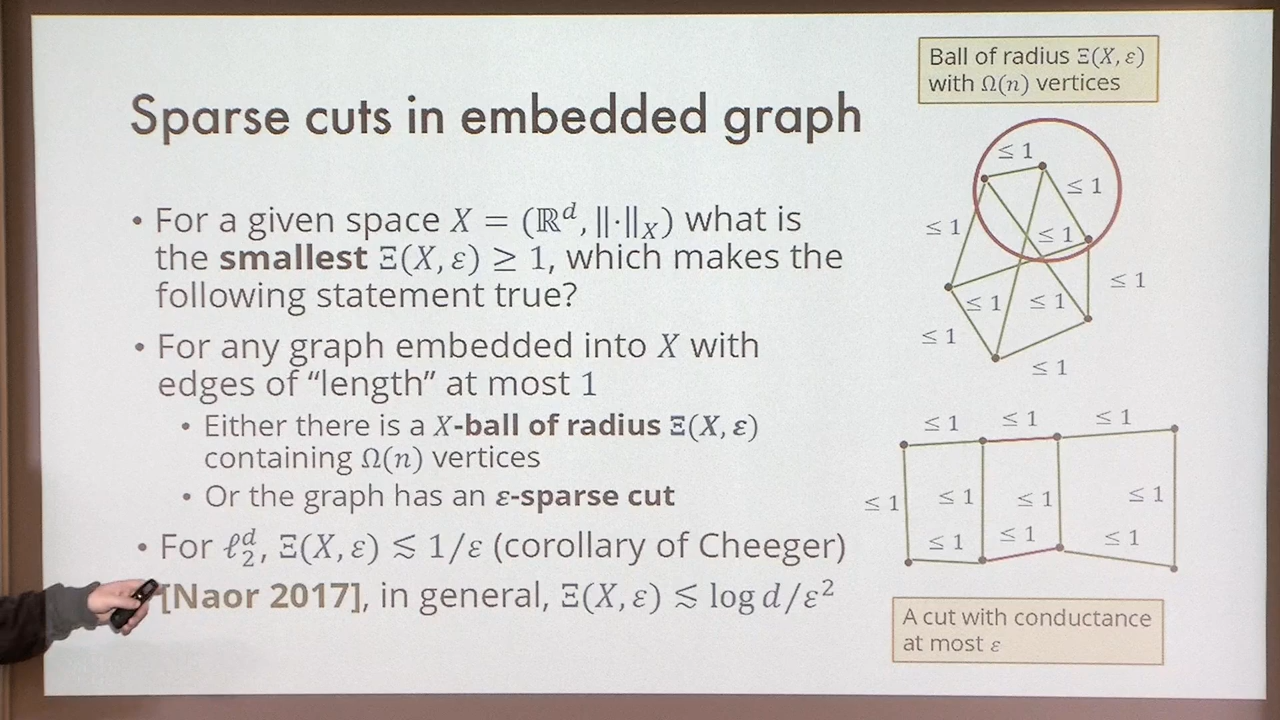 Sparse cuts in embedded graph
• For a given space X = (ℝᵈ, ‖·‖_X) what is
the smallest Ξ(X, ε) ≥ 1, which makes the
following statement true?
• For any graph embedded into X with
edges of “length” at most 1
• Either there is a X-ball of radius Ξ(X, ε)
containing Ω(n) vertices
• Or the graph has an ε-sparse cut
• For ℓ₂ᵈ, Ξ(X, ε) ≲ 1/ε (corollary of Cheeger)
[Naor 2017], in general, Ξ(X, ε) ≲ log d/ε²
Ball of radius Ξ(X, ε)
with Ω(n) vertices
≤ 1
≤ 1
≤ 1 ≤ 1
≤ 1
≤ 1 ≤ 1
≤ 1
≤ 1
≤ 1 ≤ 1 ≤ 1
≤ 1 ≤ 1 ≤ 1 ≤ 1
≤ 1 ≤ 1 ≤ 1
A cut with conductance
at most ε